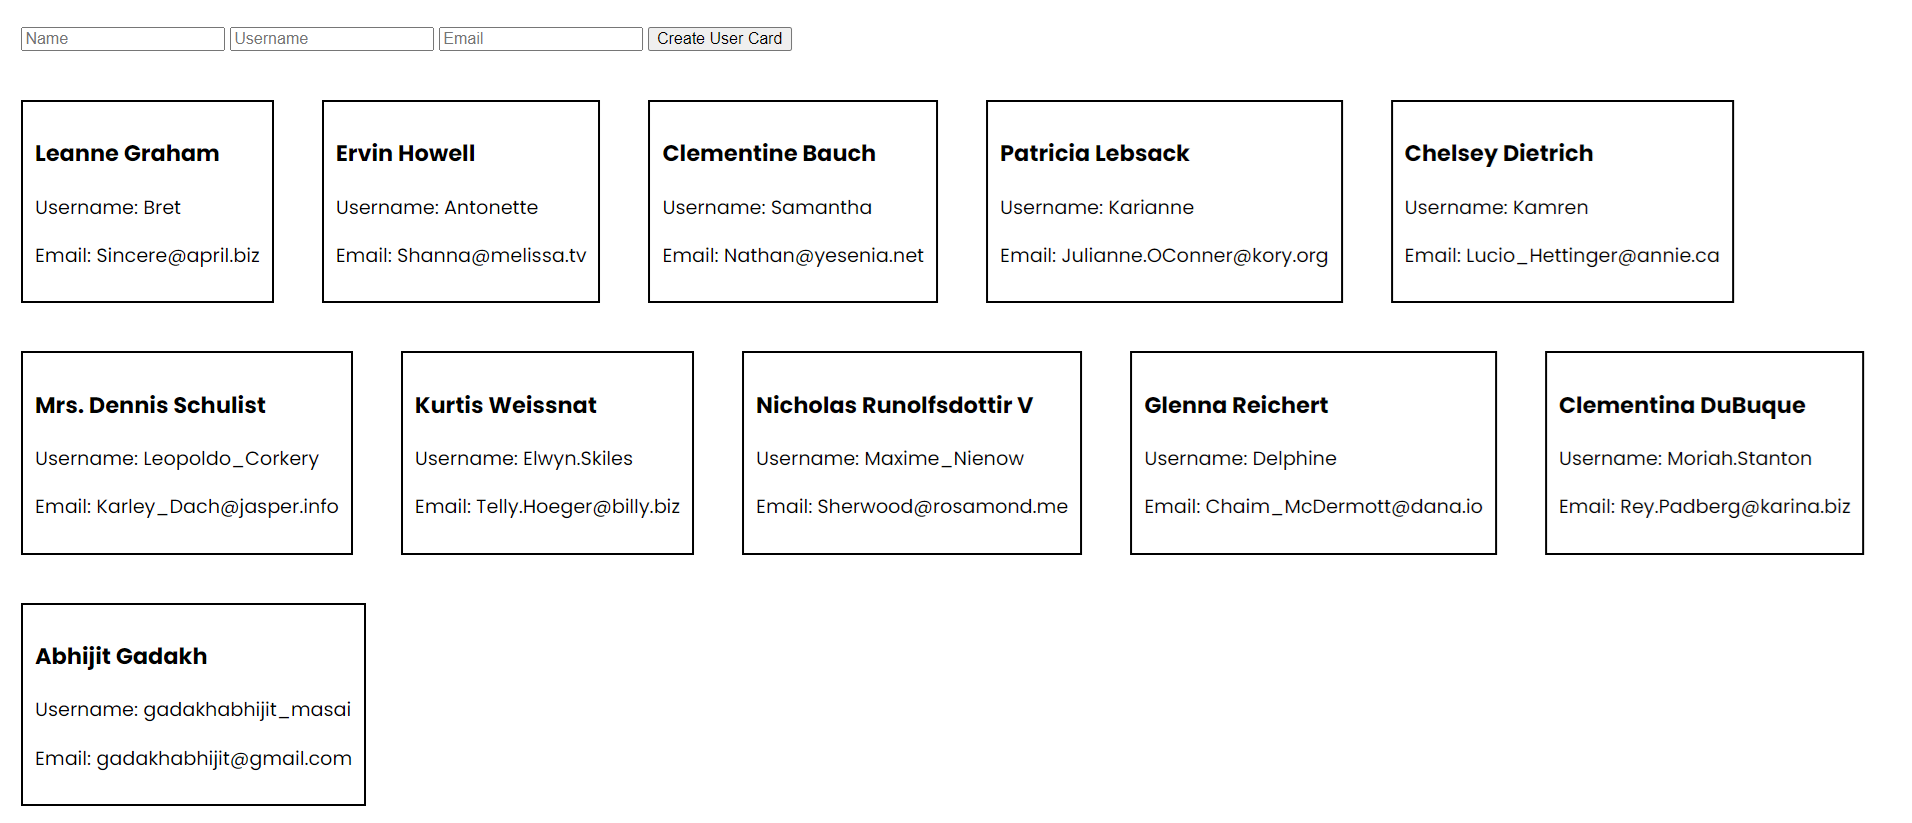 Name Username Email Create User Card
Leanne Graham
Username: Bret
Email: Sincere@april.biz
Ervin Howell
Username: Antonette
Email: Shanna@melissa.tv
Clementine Bauch
Username: Samantha
Email: Nathan@yesenia.net
Patricia Lebsack
Username: Karianne
Email: Julianne.OConner@kory.org
Chelsey Dietrich
Username: Kamren
Email: Lucio_Hettinger@annie.ca
Mrs. Dennis Schulist
Username: Leopoldo_Corkery
Email: Karley_Dach@jasper.info
Kurtis Weissnat
Username: Elwyn.Skiles
Email: Telly.Hoeger@billy.biz
Nicholas Runolfsdottir V
Username: Maxime_Nienow
Email: Sherwood@rosamond.me
Glenna Reichert
Username: Delphine
Email: Chaim_McDermott@dana.io
Clementina DuBuque
Username: Moriah.Stanton
Email: Rey.Padberg@karina.biz
Abhijit Gadakh
Username: gadakhabhijit_masai
Email: gadakhabhijit@gmail.com